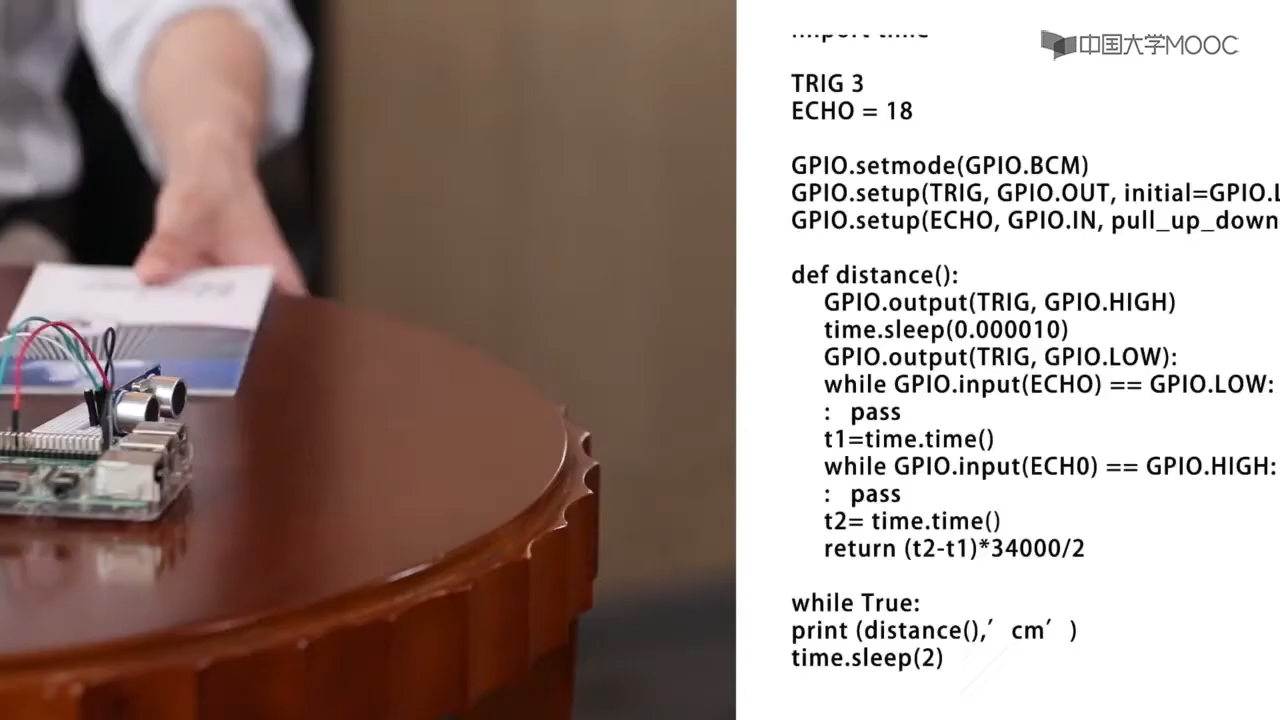 import time
中国大学MOOC
TRIG 3
ECHO = 18
GPIO.setmode(GPIO.BCM)
GPIO.setup(TRIG, GPIO.OUT, initial=GPIO.L
GPIO.setup(ECHO, GPIO.IN, pull_up_down
def distance():
GPIO.output(TRIG, GPIO.HIGH)
time.sleep(0.000010)
GPIO.output(TRIG, GPIO.LOW):
while GPIO.input(ECHO) == GPIO.LOW:
: pass
t1=time.time()
while GPIO.input(ECH0) == GPIO.HIGH:
: pass
t2= time.time()
return (t2-t1)*34000/2
while True:
print (distance(),′ cm′ )
time.sleep(2)